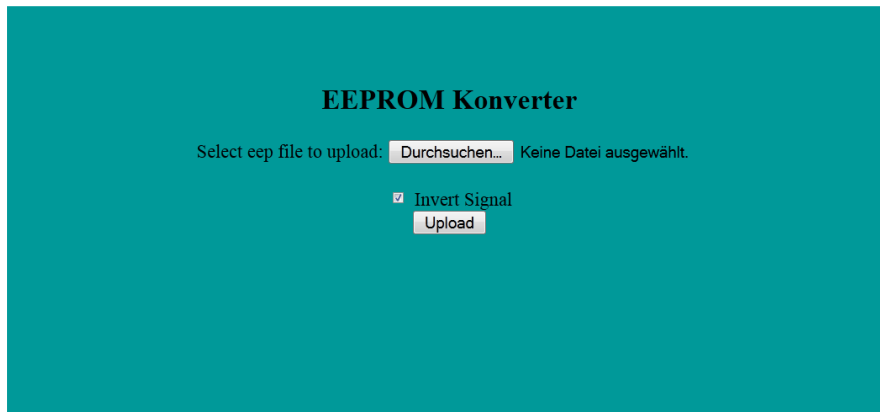 EEPROM Konverter
Select eep file to upload: Durchsuchen... Keine Datei ausgewählt.
Invert Signal
Upload